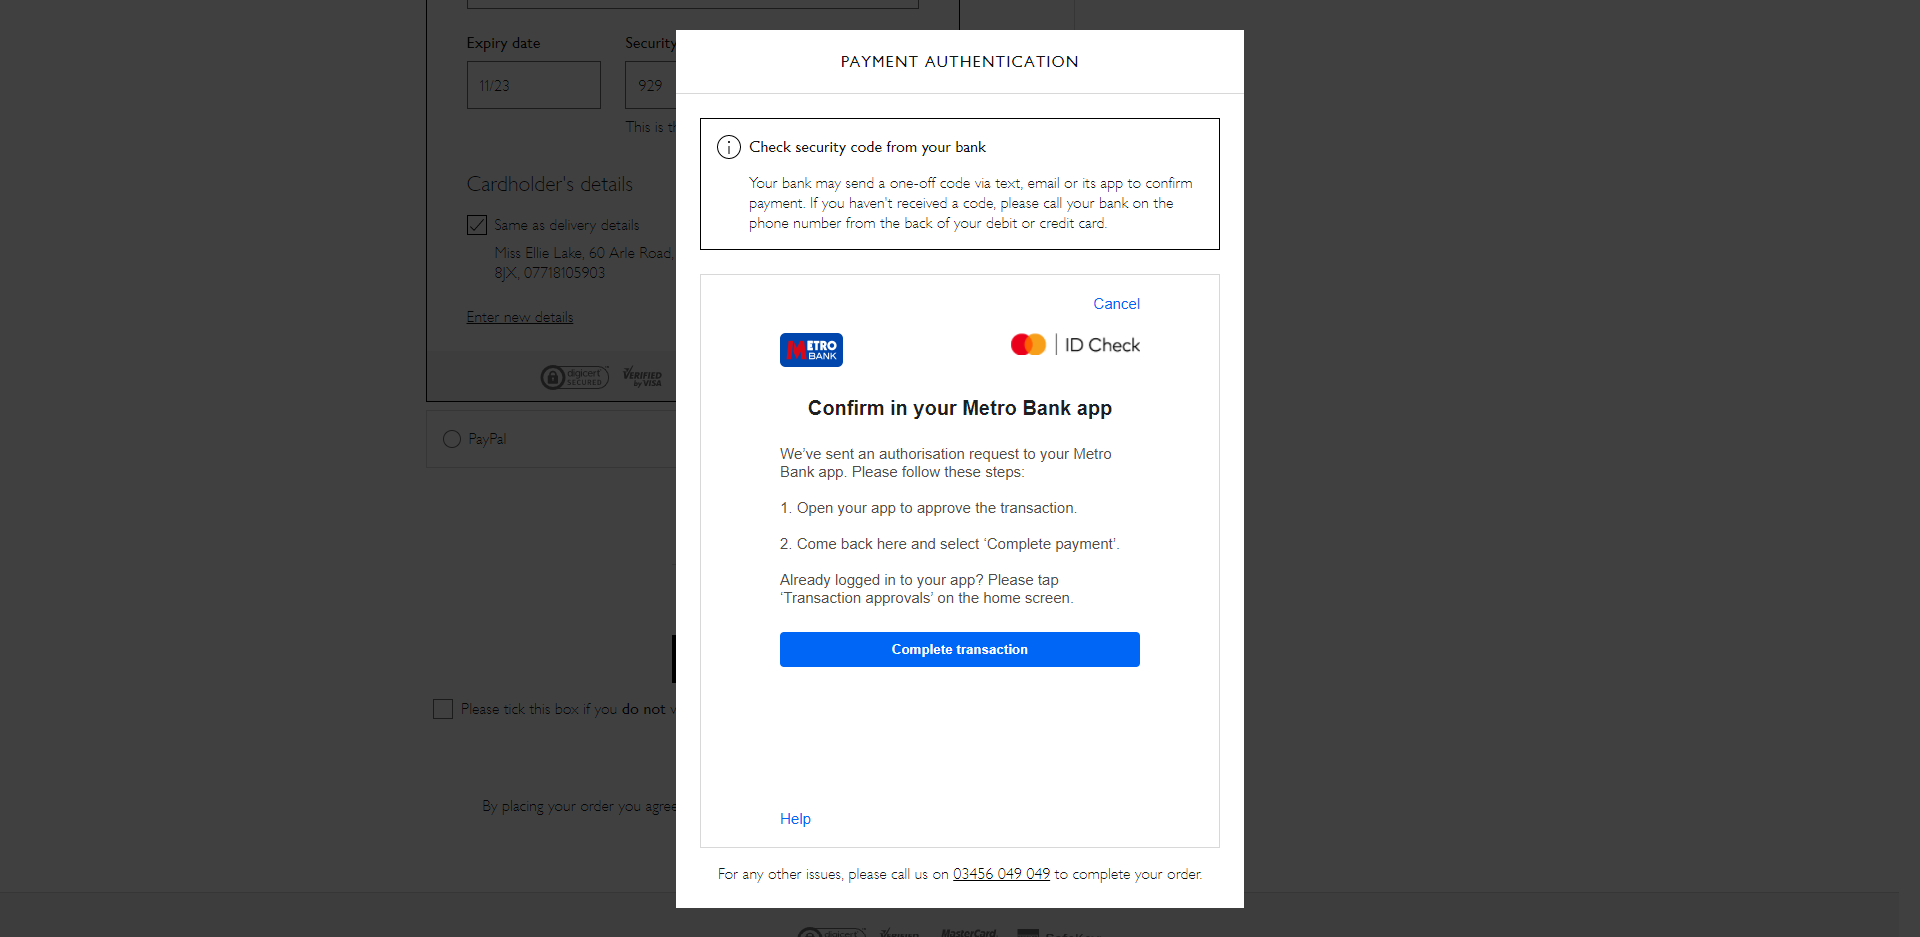 Expiry date
Security
11/23
929
This is th
Cardholder's details
Same as delivery details
Miss Ellie Lake, 60 Arle Road,
8JX, 07718105903
Enter new details
digicert
SECURED
VERIFIED
by VISA
PayPal
Please tick this box if you do not
By placing your order you agree
PAYMENT AUTHENTICATION
Check security code from your bank
Your bank may send a one-off code via text, email or its app to confirm
payment. If you haven't received a code, please call your bank on the
phone number from the back of your debit or credit card.
Cancel
METRO
BANK
ID Check
Confirm in your Metro Bank app
We’ve sent an authorisation request to your Metro
Bank app. Please follow these steps:
1. Open your app to approve the transaction.
2. Come back here and select ‘Complete payment’.
Already logged in to your app? Please tap
‘Transaction approvals’ on the home screen.
Complete transaction
Help
For any other issues, please call us on 03456 049 049 to complete your order.
digicert
VERIFIED
MasterCard.